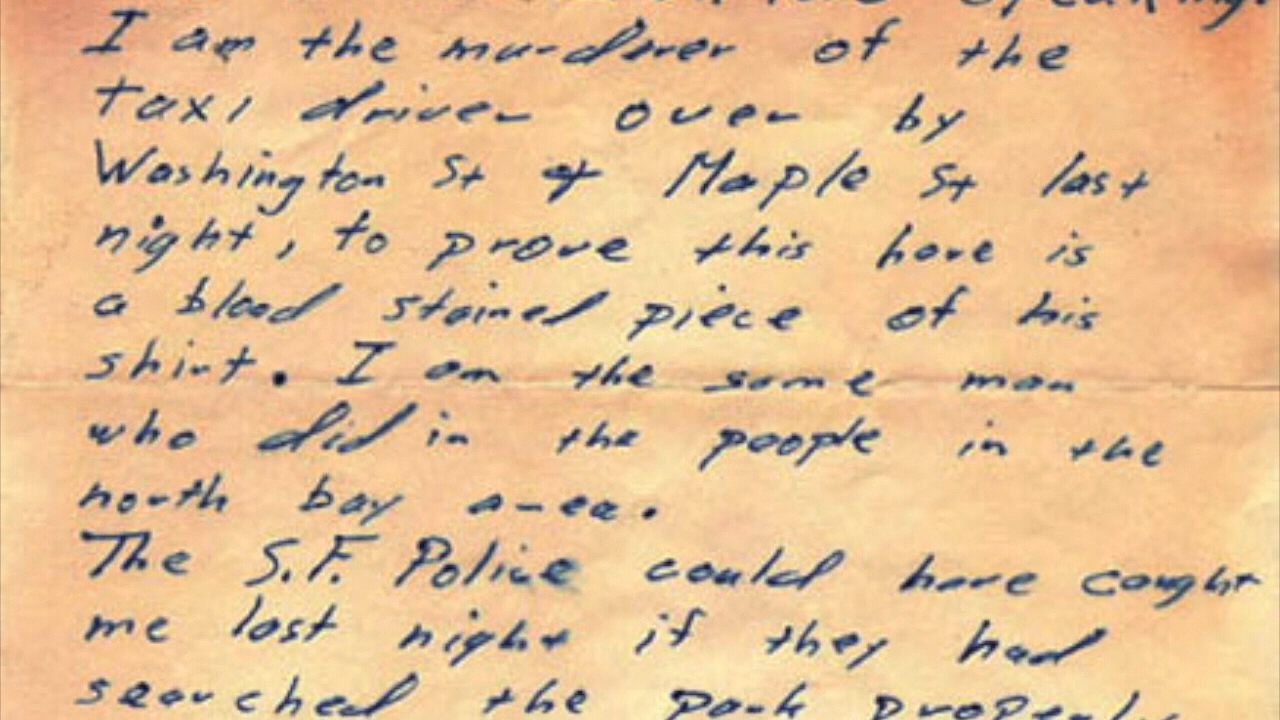 speaking.
I am the murderer of the
taxi driver over by
Washington St & Maple St last
night, to prove this here is
a blood stained piece of his
shirt. I am the same man
who did in the people in the
north bay area.
The S.F. Police could have caught
me last night if they had
searched the park properly